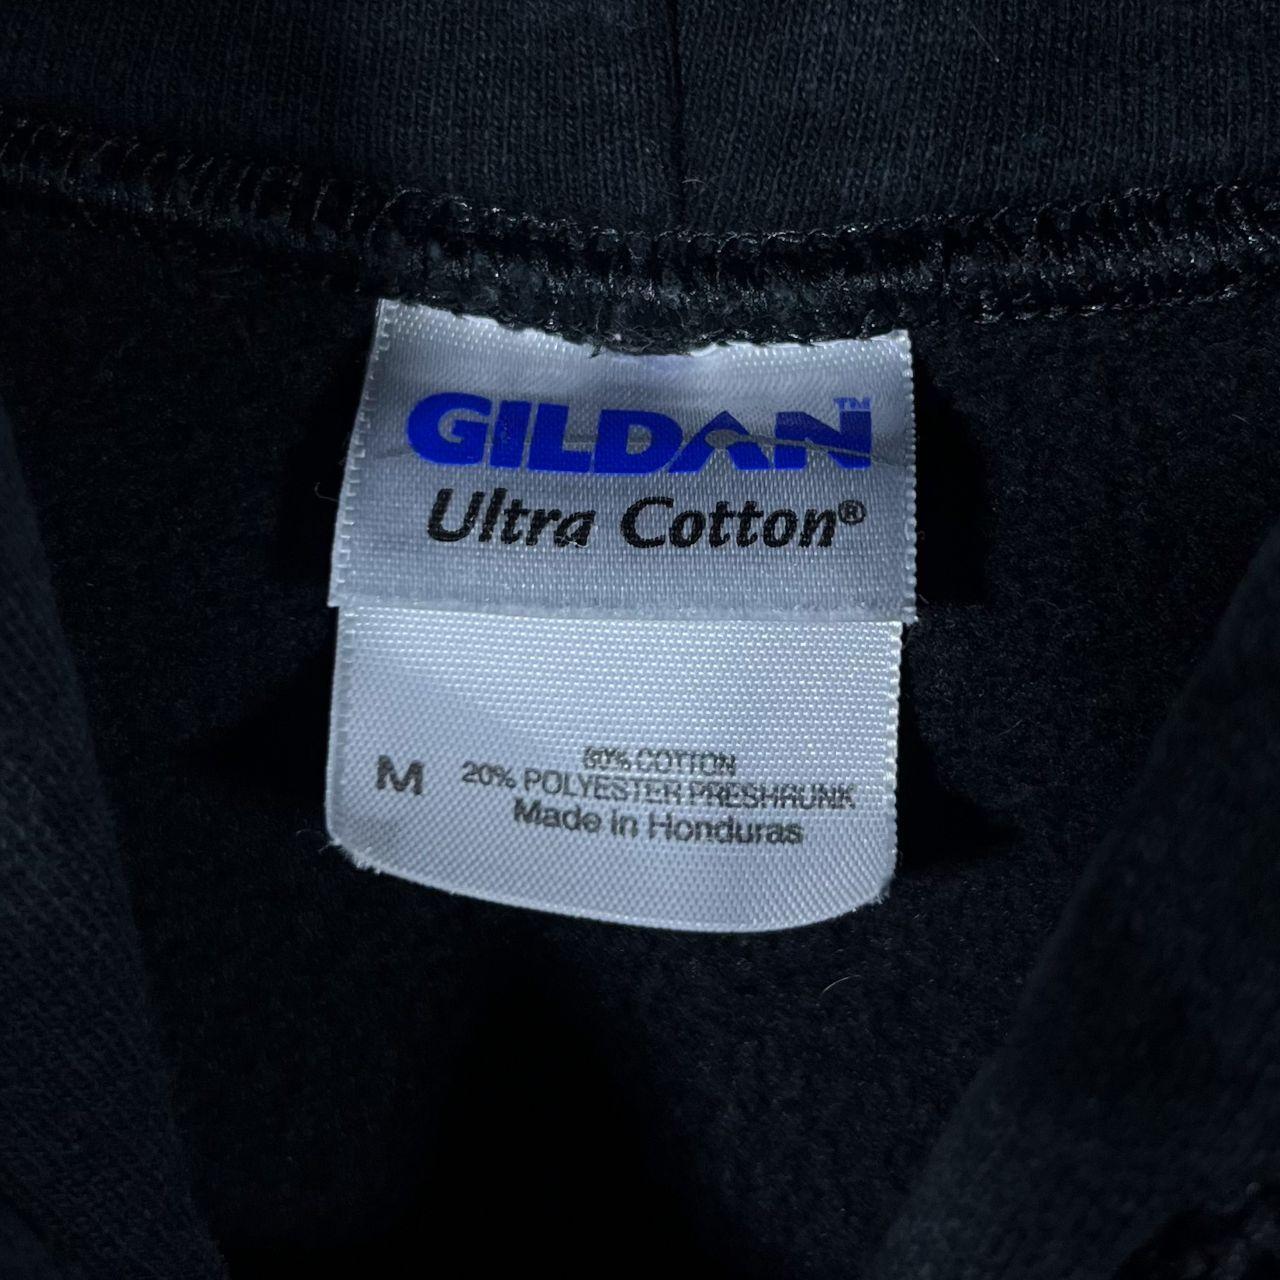 GILDAN™
Ultra Cotton®
M
80% COTTON
20% POLYESTER PRESHRUNK
Made in Honduras